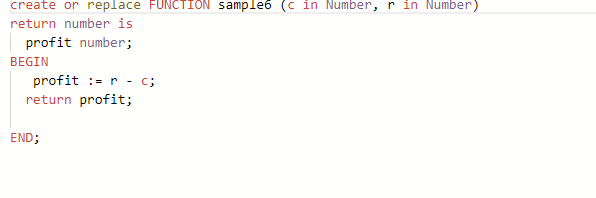 create or replace FUNCTION sample6 (c in Number, r in Number)
return number is
profit number;
BEGIN
profit := r - c;
return profit;
END;